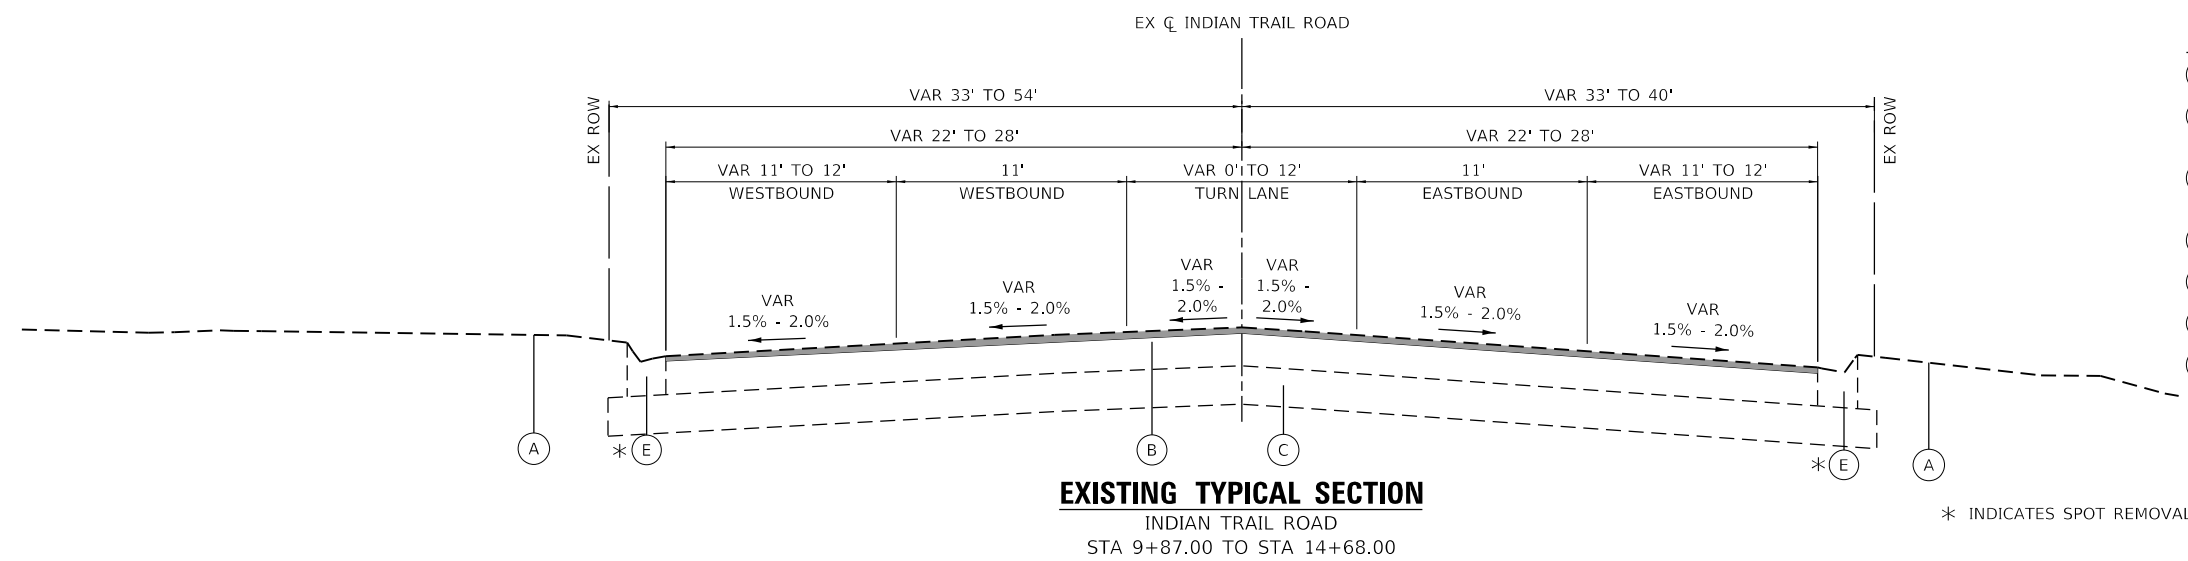 EX ℄ INDIAN TRAIL ROAD
VAR 33' TO 54'
VAR 33' TO 40'
EX ROW
EX ROW
VAR 22' TO 28'
VAR 22' TO 28'
VAR 11' TO 12'
11'
VAR 0' TO 12'
11'
VAR 11' TO 12'
WESTBOUND
WESTBOUND
TURN LANE
EASTBOUND
EASTBOUND
VAR
1.5% - 2.0%
VAR
1.5% - 2.0%
VAR
1.5% -
2.0%
VAR
1.5% -
2.0%
VAR
1.5% - 2.0%
VAR
1.5% - 2.0%
A
* E
B
C
* E
A
EXISTING TYPICAL SECTION
INDIAN TRAIL ROAD
STA 9+87.00 TO STA 14+68.00
* INDICATES SPOT REMOVAL